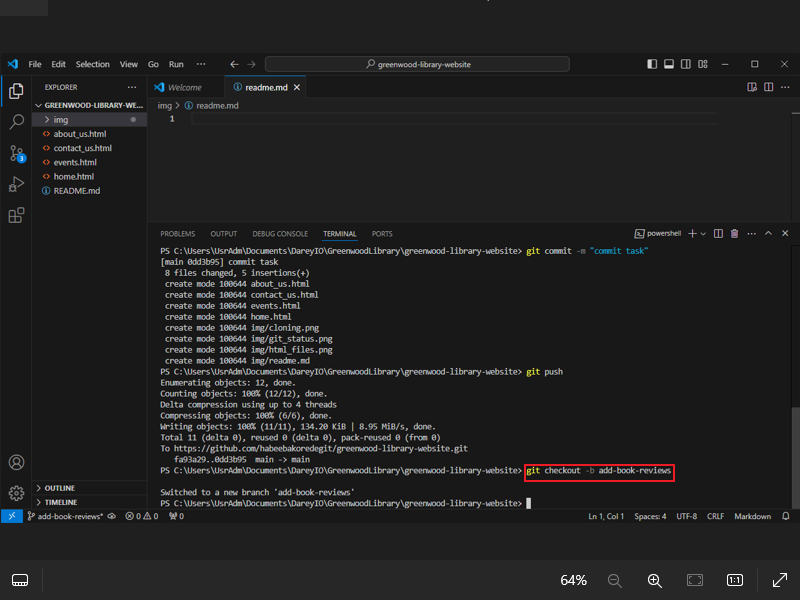 File Edit Selection View Go Run ··· greenwood-library-website
EXPLORER ···
Welcome
readme.md
GREENWOOD-LIBRARY-WE...
img > readme.md
img
1
about_us.html
contact_us.html
events.html
home.html
README.md
PROBLEMS OUTPUT DEBUG CONSOLE TERMINAL PORTS
powershell
PS C:\Users\UsrAdm\Documents\DareyIO\GreenwoodLibrary\greenwood-library-website> git commit -m "commit task"
[main 0dd3b95] commit task
8 files changed, 5 insertions(+)
create mode 100644 about_us.html
create mode 100644 contact_us.html
create mode 100644 events.html
create mode 100644 home.html
create mode 100644 img/cloning.png
create mode 100644 img/git_status.png
create mode 100644 img/html_files.png
create mode 100644 img/readme.md
PS C:\Users\UsrAdm\Documents\DareyIO\GreenwoodLibrary\greenwood-library-website> git push
Enumerating objects: 12, done.
Counting objects: 100% (12/12), done.
Delta compression using up to 4 threads
Compressing objects: 100% (6/6), done.
Writing objects: 100% (11/11), 134.20 KiB | 8.95 MiB/s, done.
Total 11 (delta 0), reused 0 (delta 0), pack-reused 0 (from 0)
To https://github.com/habeebakoredegit/greenwood-library-website.git
fa93a29..0dd3b95 main -> main
PS C:\Users\UsrAdm\Documents\DareyIO\GreenwoodLibrary\greenwood-library-website> git checkout -b add-book-reviews
Switched to a new branch 'add-book-reviews'
PS C:\Users\UsrAdm\Documents\DareyIO\GreenwoodLibrary\greenwood-library-website>
3
OUTLINE
TIMELINE
add-book-reviews* 0 0 0 Ln 1, Col 1 Spaces: 4 UTF-8 CRLF Markdown
64% 1:1